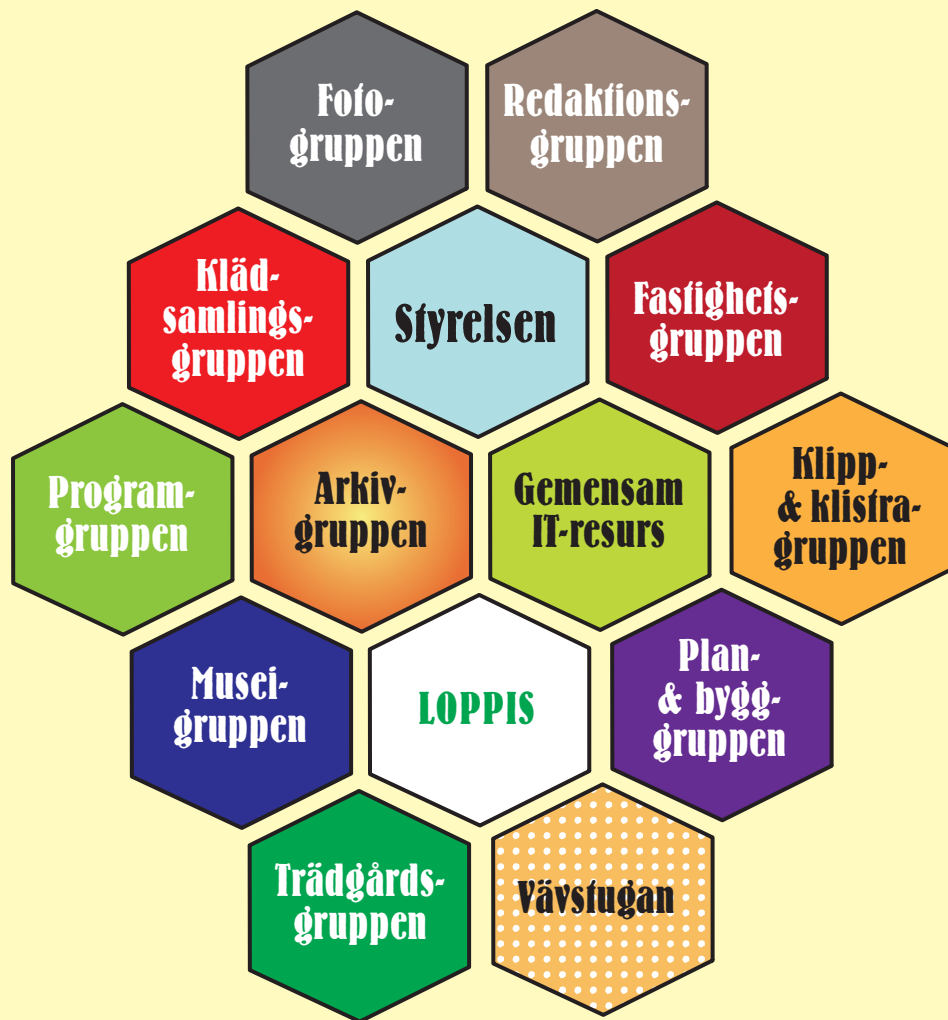 Foto-
gruppen
Redaktions-
gruppen
Kläd-
samlings-
gruppen
Styrelsen
Fastighets-
gruppen
Program-
gruppen
Arkiv-
gruppen
Gemensam
IT-resurs
Klipp-
& klistra-
gruppen
Musei-
gruppen
LOPPIS
Plan-
& bygg-
gruppen
Trädgårds-
gruppen
Vävstugan